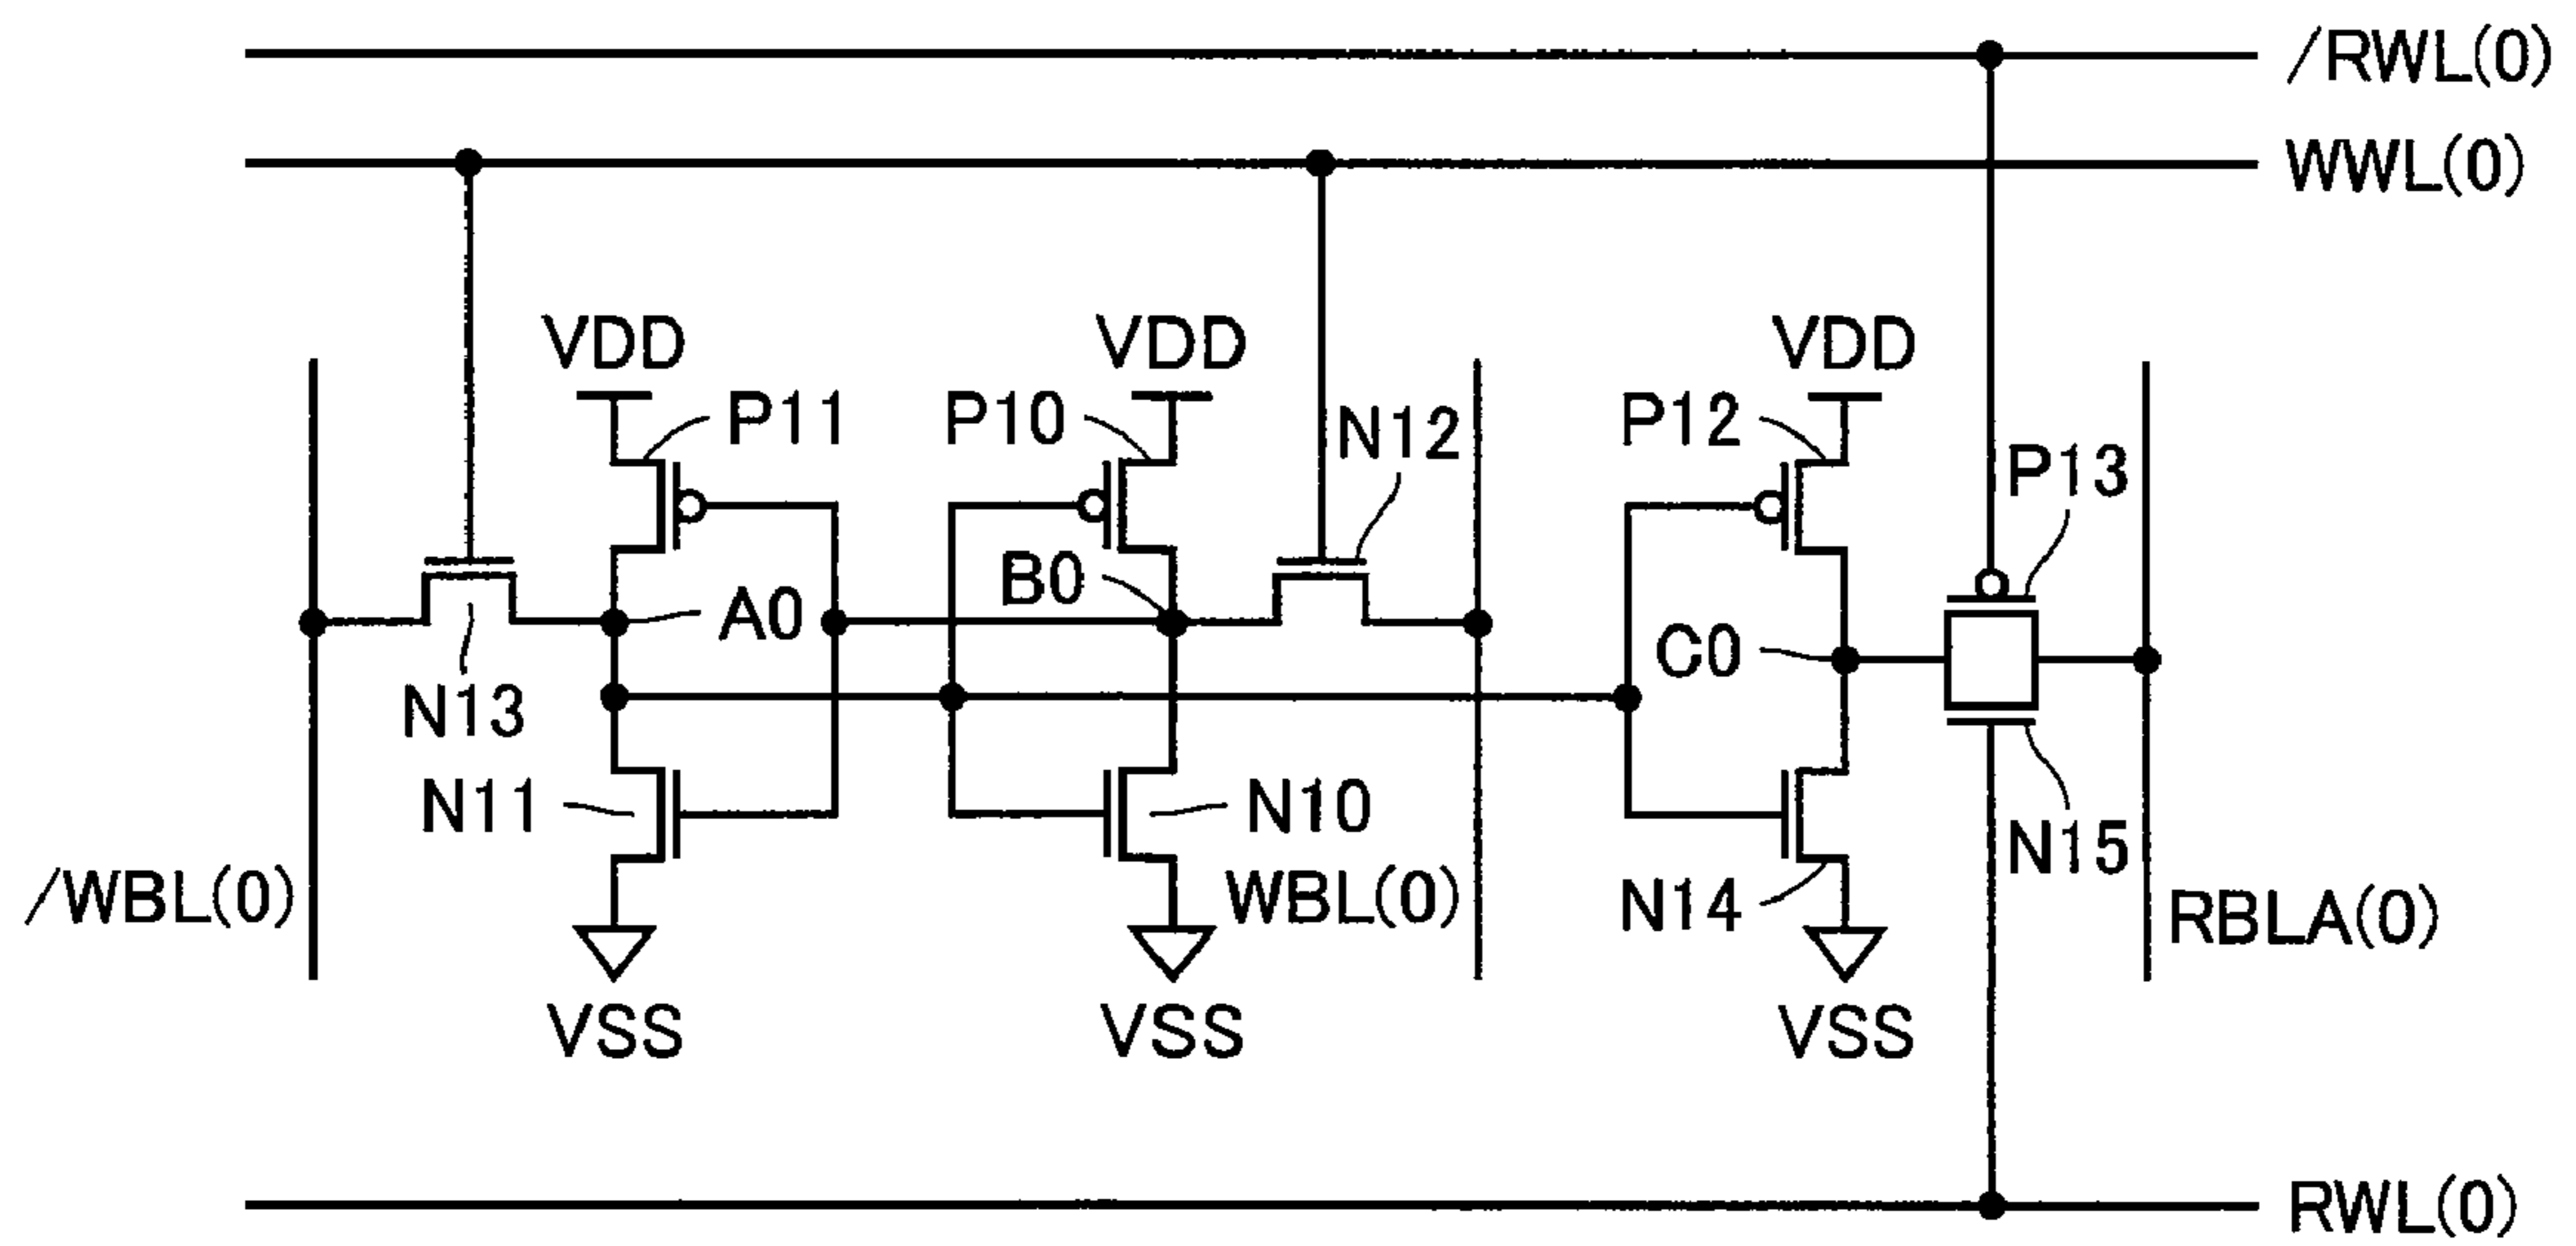 /RWL(0)
WWL(0)
VDD VDD VDD
P11 P10 N12 P12 P13
B0
A0 C0
N13
N11 N10 N15
/WBL(0) WBL(0) N14 RBLA(0)
VSS VSS VSS
RWL(0)